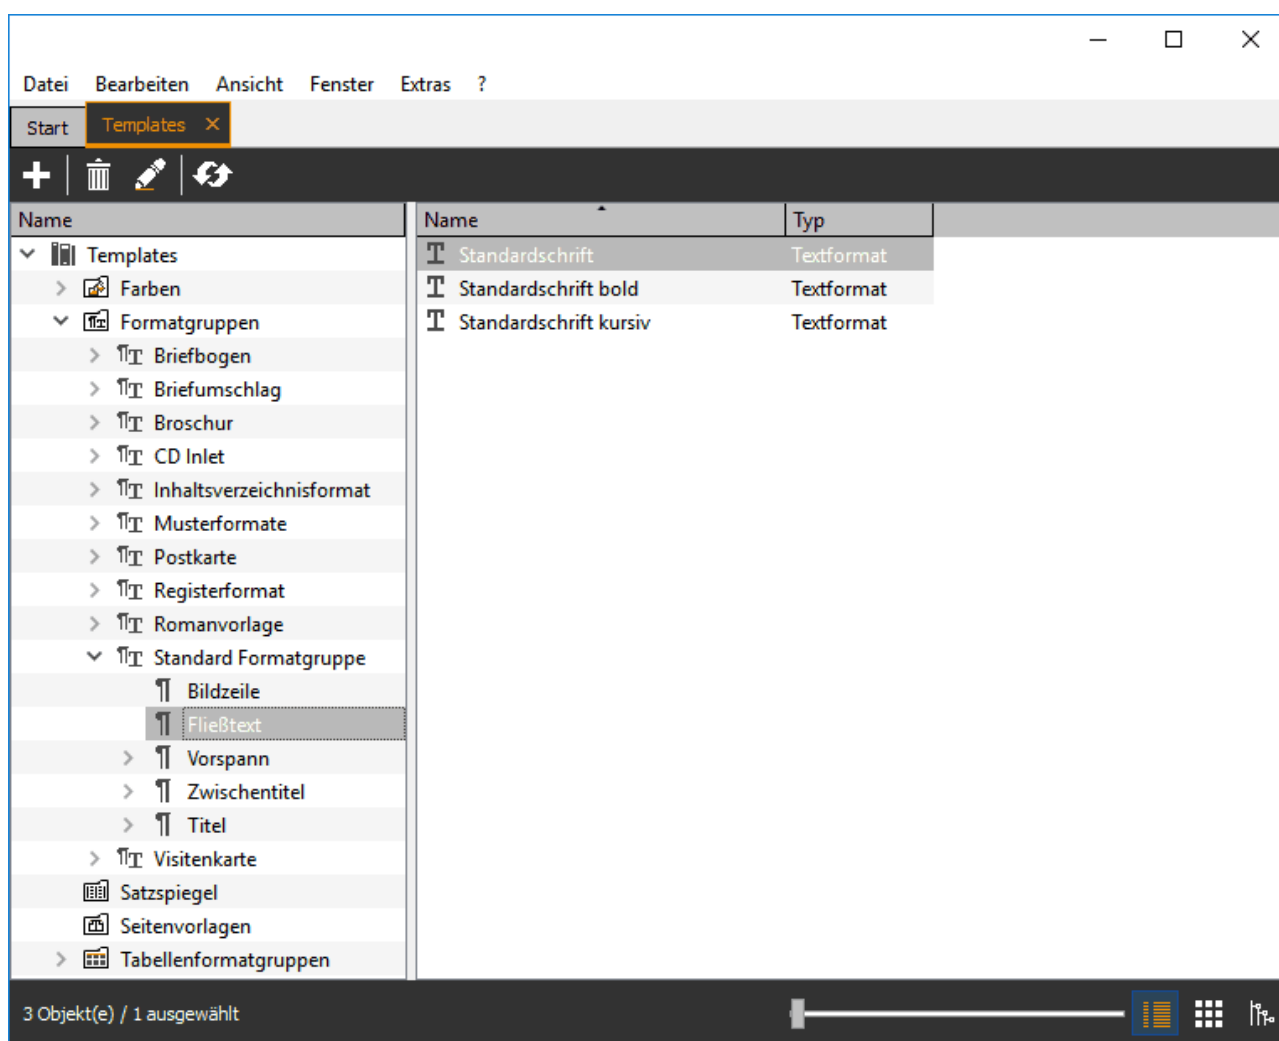 Datei Bearbeiten Ansicht Fenster Extras ?
Start Templates
Name
Templates
Farben
Formatgruppen
Briefbogen
Briefumschlag
Broschur
CD Inlet
Inhaltsverzeichnisformat
Musterformate
Postkarte
Registerformat
Romanvorlage
Standard Formatgruppe
Bildzeile
Fließtext
Vorspann
Zwischentitel
Titel
Visitenkarte
Satzspiegel
Seitenvorlagen
Tabellenformatgruppen
Name Typ
Standardschrift Textformat
Standardschrift bold Textformat
Standardschrift kursiv Textformat
3 Objekt(e) / 1 ausgewählt